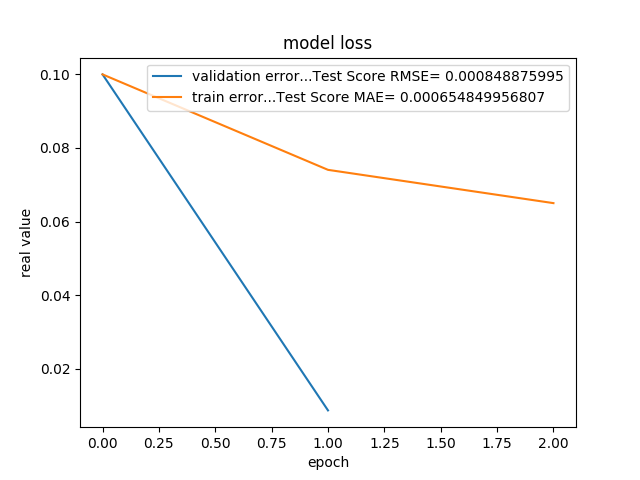 model loss
validation error...Test Score RMSE= 0.000848875995
train error...Test Score MAE= 0.000654849956807
real value
0.10
0.08
0.06
0.04
0.02
0.00 0.25 0.50 0.75 1.00 1.25 1.50 1.75 2.00
epoch